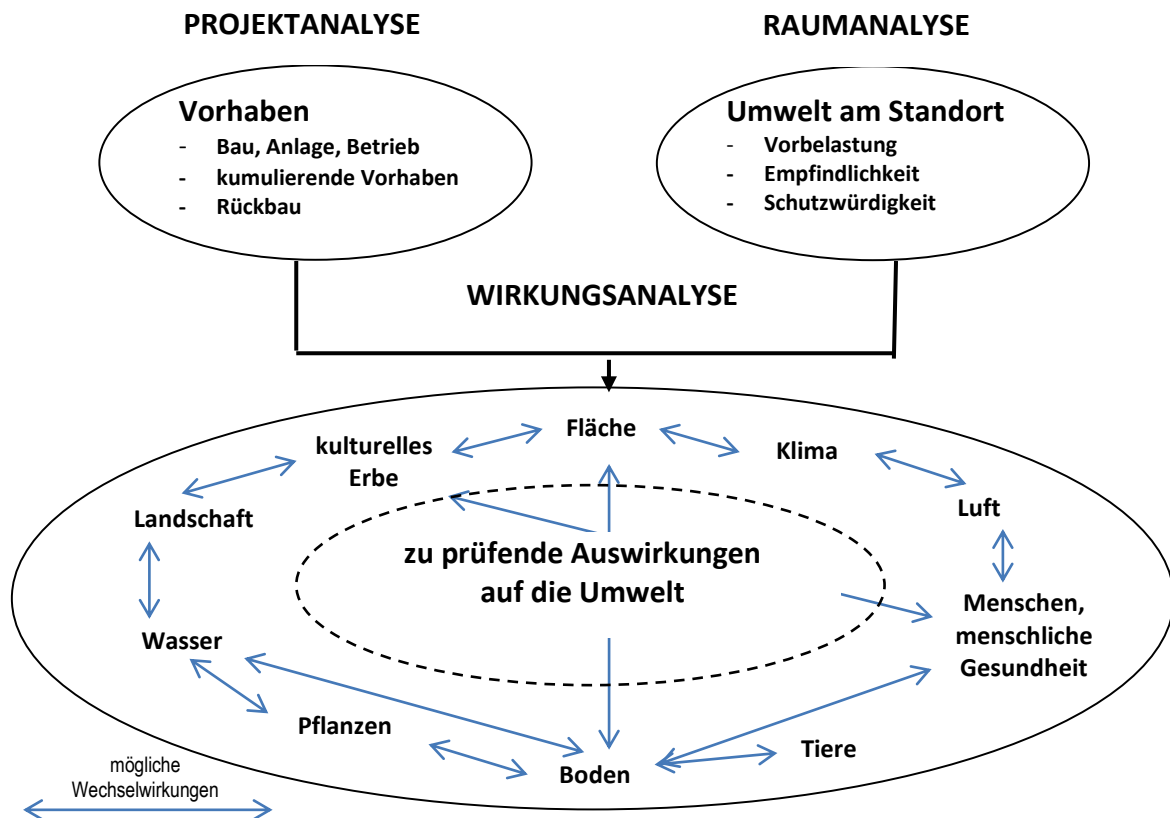 PROJEKTANALYSE
RAUMANALYSE
Vorhaben
- Bau, Anlage, Betrieb
- kumulierende Vorhaben
- Rückbau
Umwelt am Standort
- Vorbelastung
- Empfindlichkeit
- Schutzwürdigkeit
WIRKUNGSANALYSE
Fläche
kulturelles
Erbe
Klima
Landschaft
Luft
zu prüfende Auswirkungen
auf die Umwelt
Menschen,
menschliche
Gesundheit
Wasser
Pflanzen
Tiere
Boden
mögliche
Wechselwirkungen